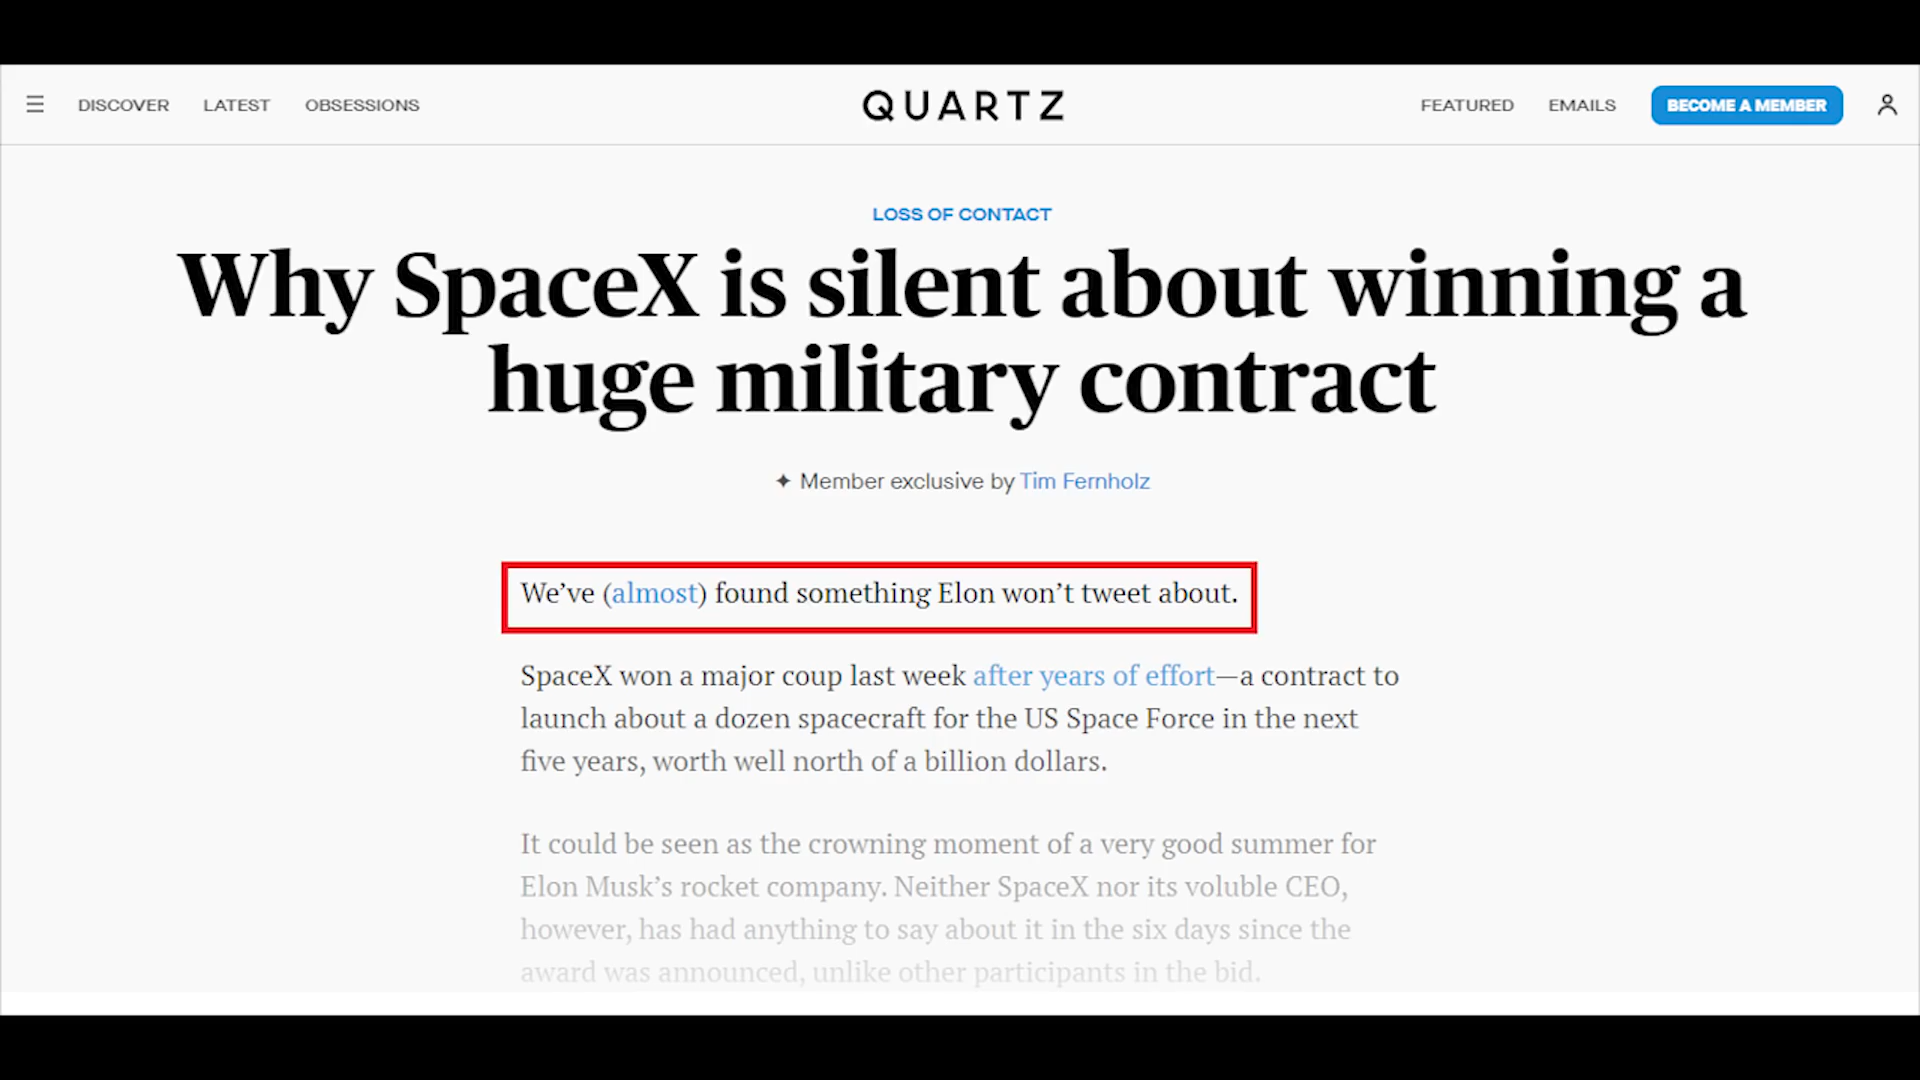 DISCOVER LATEST OBSESSIONS QUARTZ FEATURED EMAILS BECOME A MEMBER
LOSS OF CONTACT
Why SpaceX is silent about winning a
huge military contract
✦ Member exclusive by Tim Fernholz
We’ve (almost) found something Elon won’t tweet about.
SpaceX won a major coup last week after years of effort—a contract to
launch about a dozen spacecraft for the US Space Force in the next
five years, worth well north of a billion dollars.
It could be seen as the crowning moment of a very good summer for
Elon Musk’s rocket company. Neither SpaceX nor its voluble CEO,
however, has had anything to say about it in the six days since the
award was announced, unlike other participants in the bid.